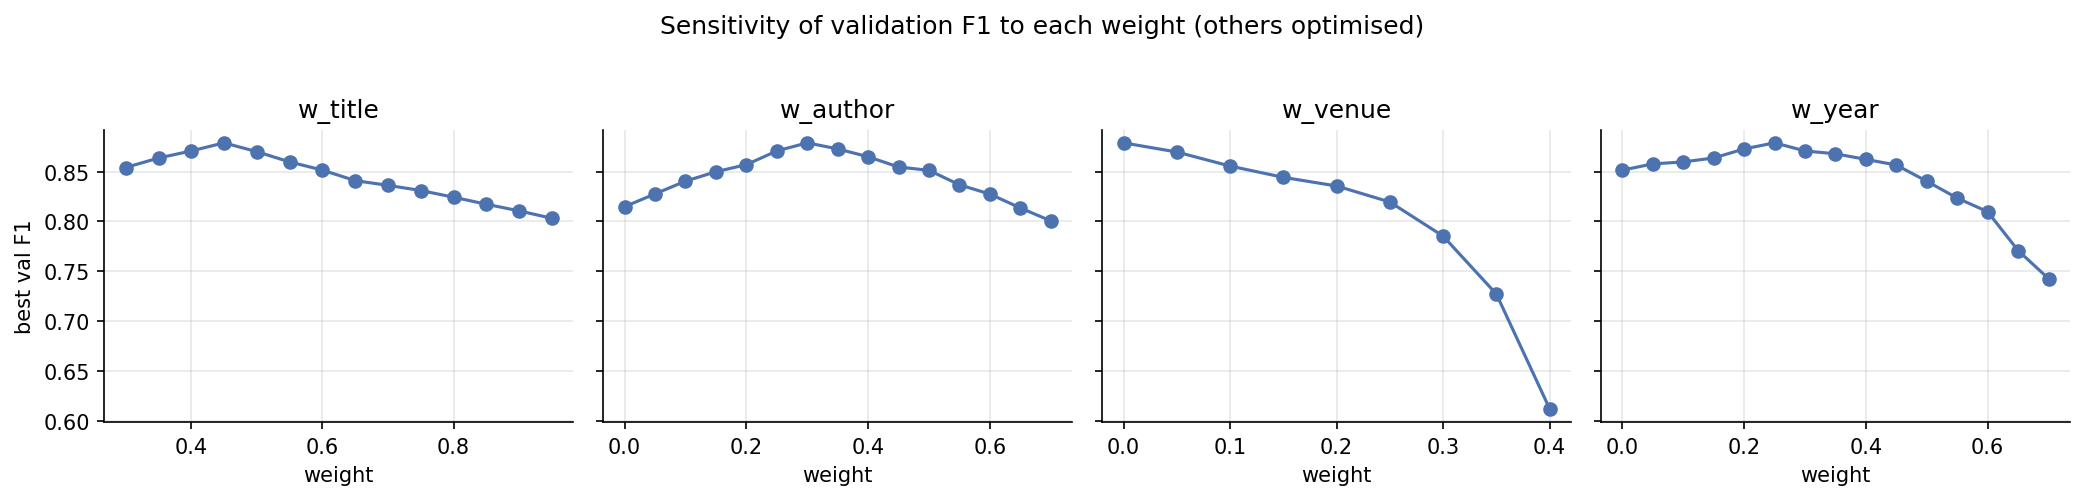 Sensitivity of validation F1 to each weight (others optimised)
w_title
w_author
w_venue
w_year
best val F1
0.85
0.80
0.75
0.70
0.65
0.60
0.4 0.6 0.8
0.0 0.2 0.4 0.6
0.0 0.1 0.2 0.3 0.4
0.0 0.2 0.4 0.6
weight
weight
weight
weight